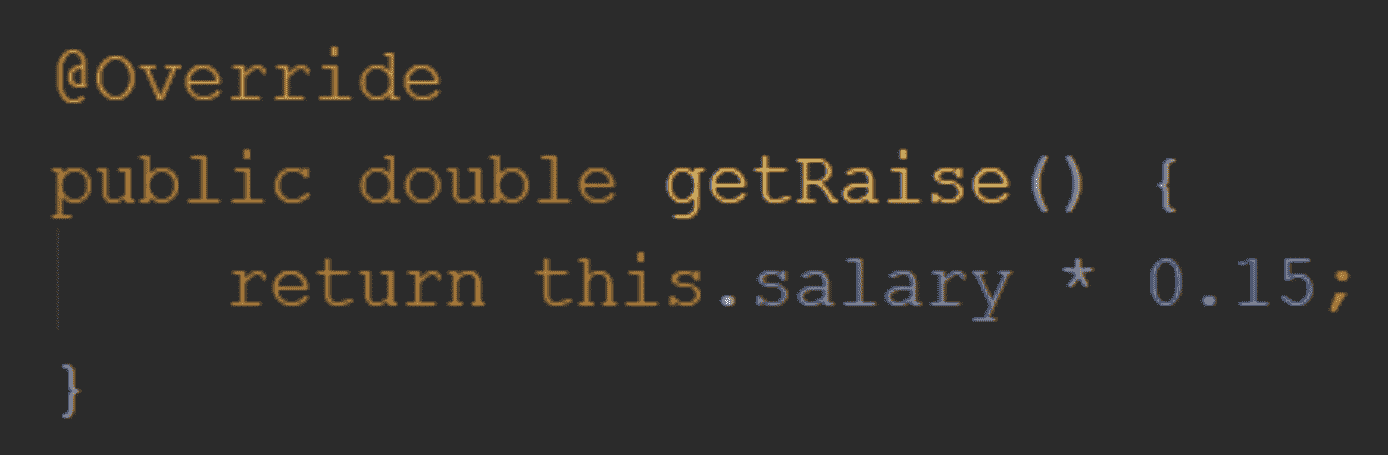 @Override
public double getRaise() {
    return this.salary * 0.15;
}